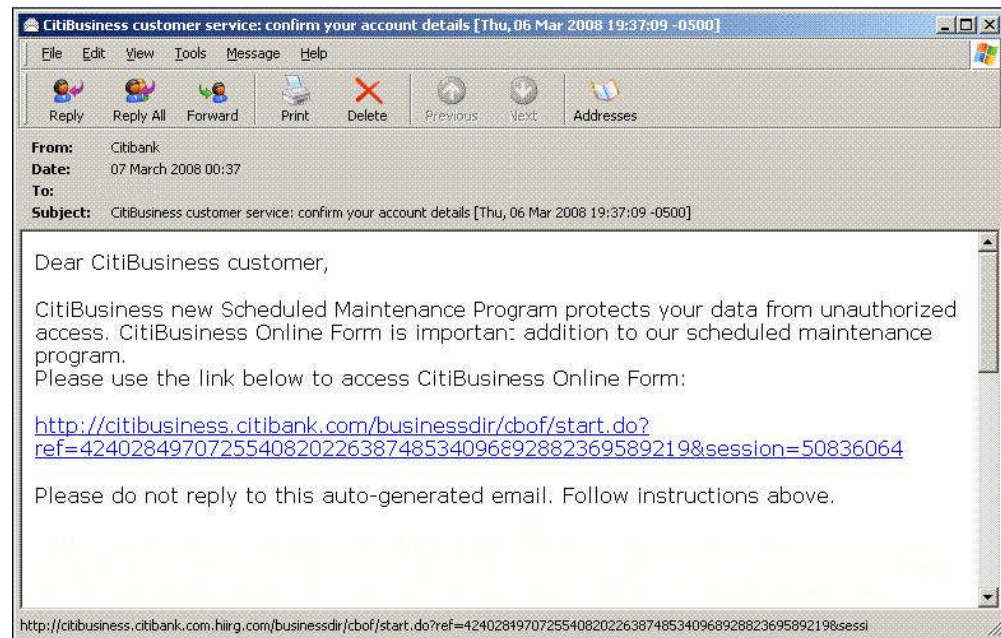 CitiBusiness customer service: confirm your account details [Thu, 06 Mar 2008 19:37:09 -0500]
File Edit View Tools Message Help
Reply Reply All Forward Print Delete Previous Next Addresses
From: Citibank
Date: 07 March 2008 00:37
To:
Subject: CitiBusiness customer service: confirm your account details [Thu, 06 Mar 2008 19:37:09 -0500]
Dear CitiBusiness customer,
CitiBusiness new Scheduled Maintenance Program protects your data from unauthorized
access. CitiBusiness Online Form is important addition to our scheduled maintenance
program.
Please use the link below to access CitiBusiness Online Form:
http://citibusiness.citibank.com/businessdir/cbof/start.do?
ref=42402849707255408202263874853409689288236958​9219&session=50836064
Please do not reply to this auto-generated email. Follow instructions above.
http://citibusiness.citibank.com.hiirg.com/businessdir/cbof/start.do?ref=424028497072554082022638748534096892882369589219&sessi